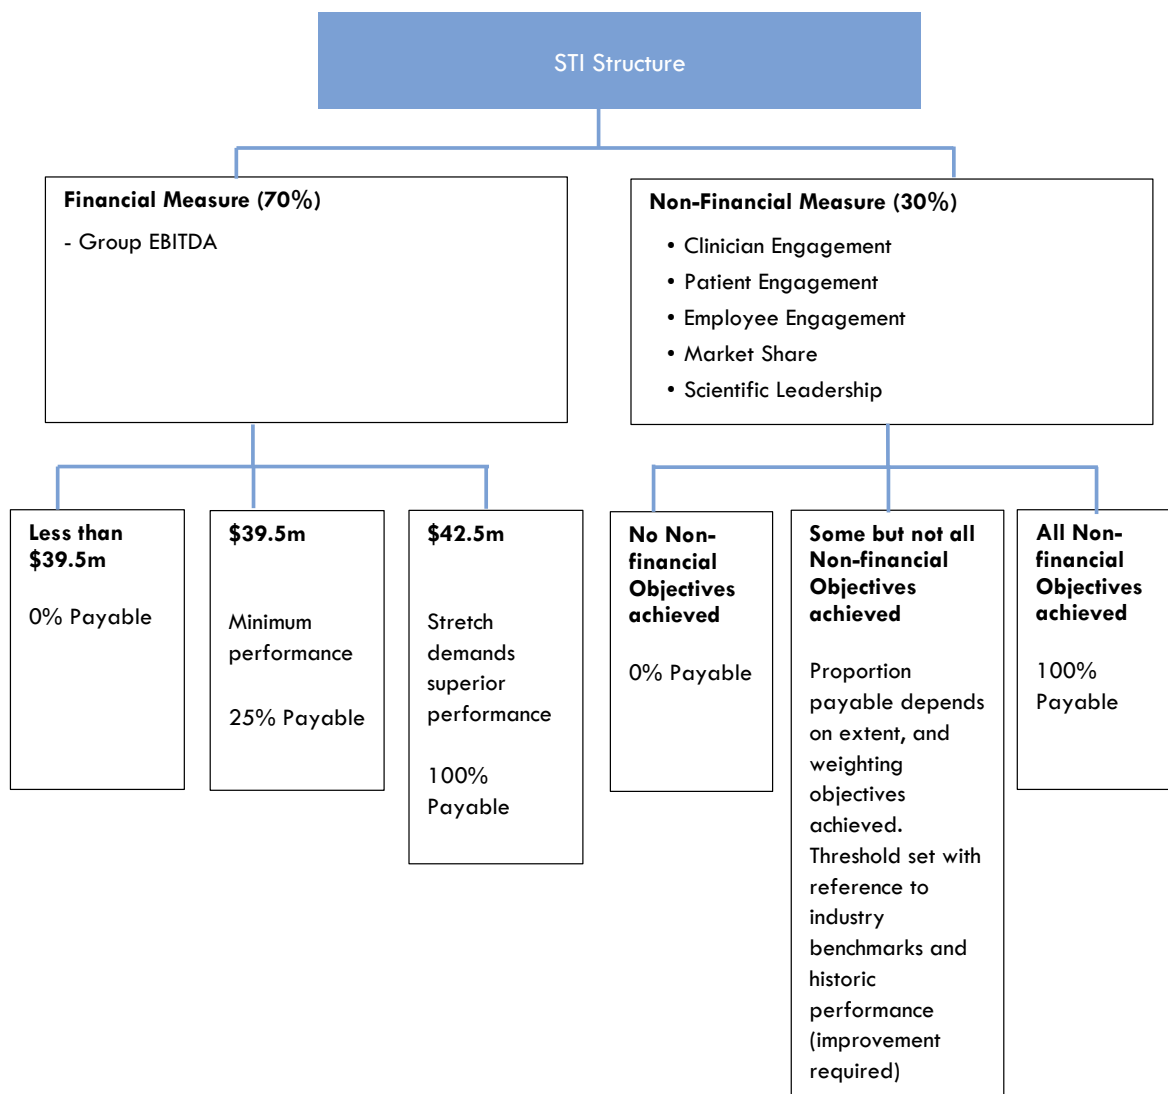 STI Structure
Financial Measure (70%)
- Group EBITDA
Non-Financial Measure (30%)
• Clinician Engagement
• Patient Engagement
• Employee Engagement
• Market Share
• Scientific Leadership
Less than
$39.5m
0% Payable
$39.5m
Minimum
performance
25% Payable
$42.5m
Stretch
demands
superior
performance
100%
Payable
No Non-
financial
Objectives
achieved
0% Payable
Some but not all
Non-financial
Objectives
achieved
Proportion
payable depends
on extent, and
weighting
objectives
achieved.
Threshold set with
reference to
industry
benchmarks and
historic
performance
(improvement
required)
All Non-
financial
Objectives
achieved
100%
Payable